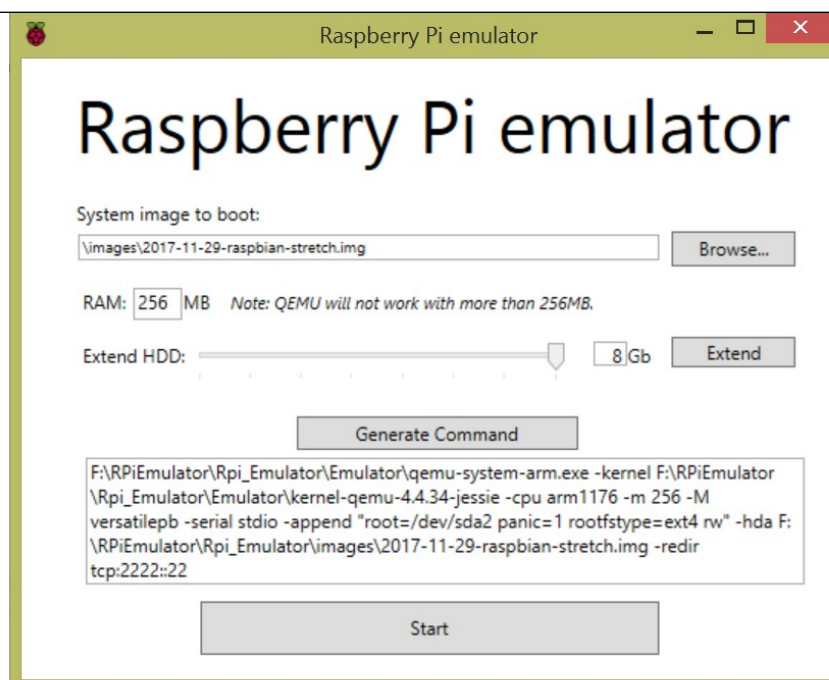 Raspberry Pi emulator
Raspberry Pi emulator
System image to boot:
\images\2017-11-29-raspbian-stretch.img
Browse...
RAM: 256 MB Note: QEMU will not work with more than 256MB.
Extend HDD: 8 Gb Extend
Generate Command
F:\RPiEmulator\Rpi_Emulator\Emulator\qemu-system-arm.exe -kernel F:\RPiEmulator
\Rpi_Emulator\Emulator\kernel-qemu-4.4.34-jessie -cpu arm1176 -m 256 -M
versatilepb -serial stdio -append "root=/dev/sda2 panic=1 rootfstype=ext4 rw" -hda F:
\RPiEmulator\Rpi_Emulator\images\2017-11-29-raspbian-stretch.img -redir
tcp:2222::22
Start